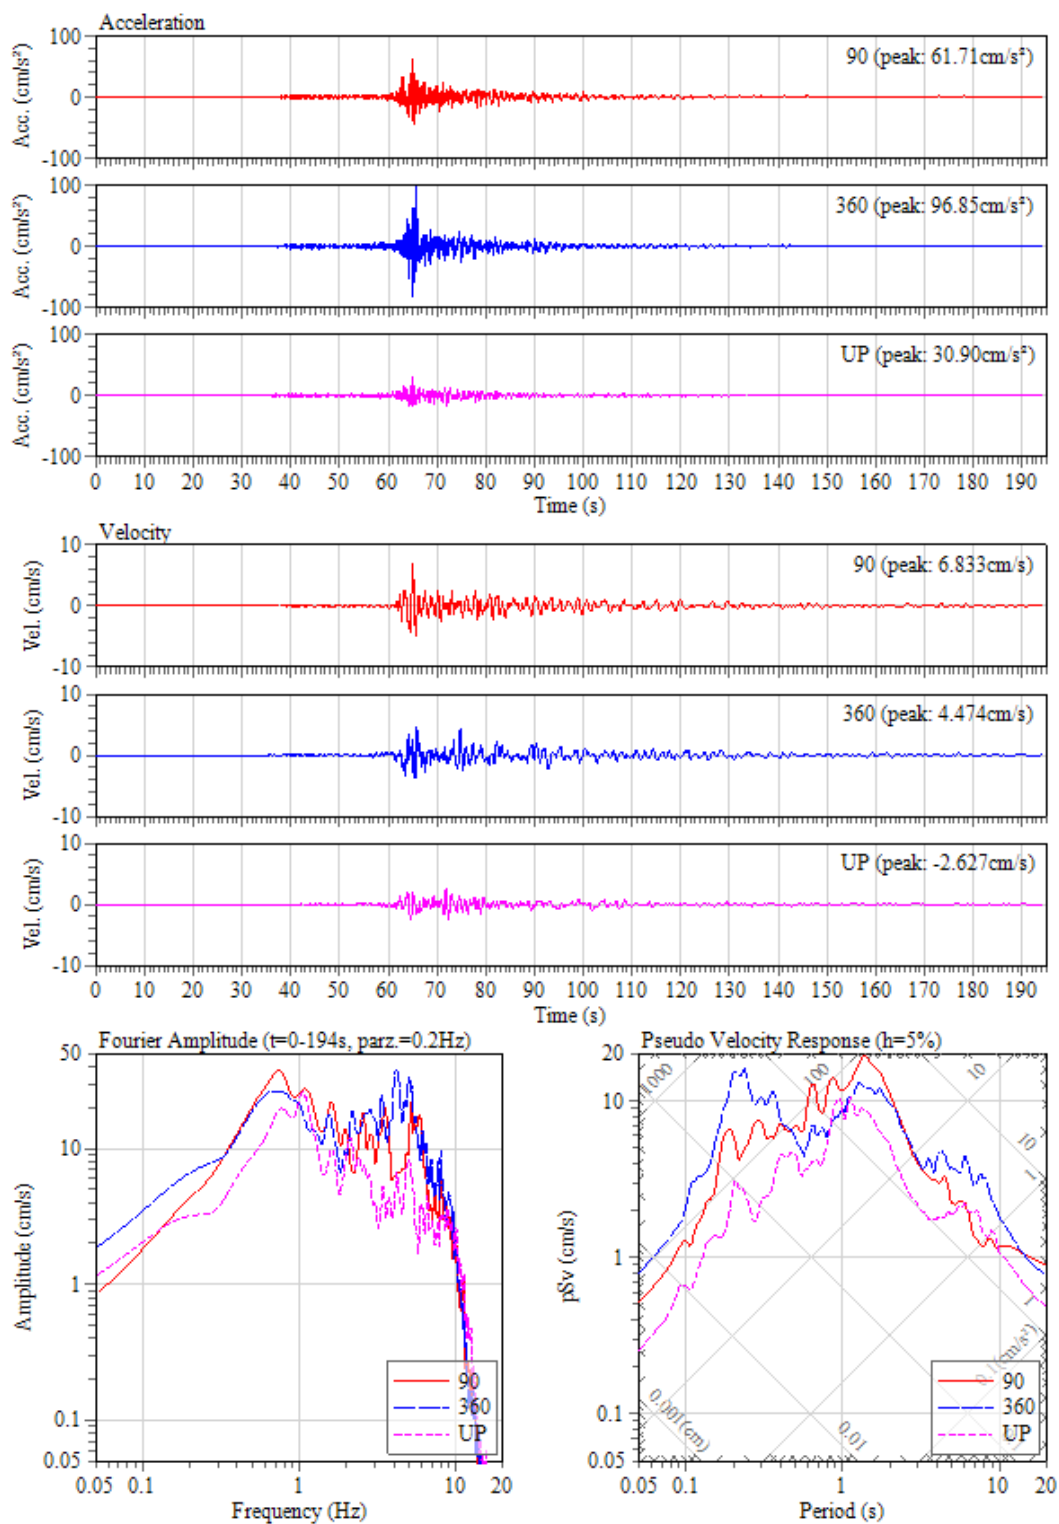 Acceleration
100
0
-100
Acc. (cm/s²)
90 (peak: 61.71cm/s²)
100
0
-100
Acc. (cm/s²)
360 (peak: 96.85cm/s²)
100
0
-100
Acc. (cm/s²)
UP (peak: 30.90cm/s²)
0 10 20 30 40 50 60 70 80 90 100 110 120 130 140 150 160 170 180 190
Time (s)
Velocity
10
0
-10
Vel. (cm/s)
90 (peak: 6.833cm/s)
10
0
-10
Vel. (cm/s)
360 (peak: 4.474cm/s)
10
0
-10
Vel. (cm/s)
UP (peak: -2.627cm/s)
0 10 20 30 40 50 60 70 80 90 100 110 120 130 140 150 160 170 180 190
Time (s)
Fourier Amplitude (t=0-194s, parz.=0.2Hz)
50
10
1
0.1
0.05
Amplitude (cm/s)
90
360
UP
0.05 0.1 1 10 20
Frequency (Hz)
Pseudo Velocity Response (h=5%)
20
10
1
0.1
0.05
pSv (cm/s)
1000
100
10
10
1
1
0.1(cm/s²)
0.001(cm)
0.01
0.1
90
360
UP
0.05 0.1 1 10 20
Period (s)